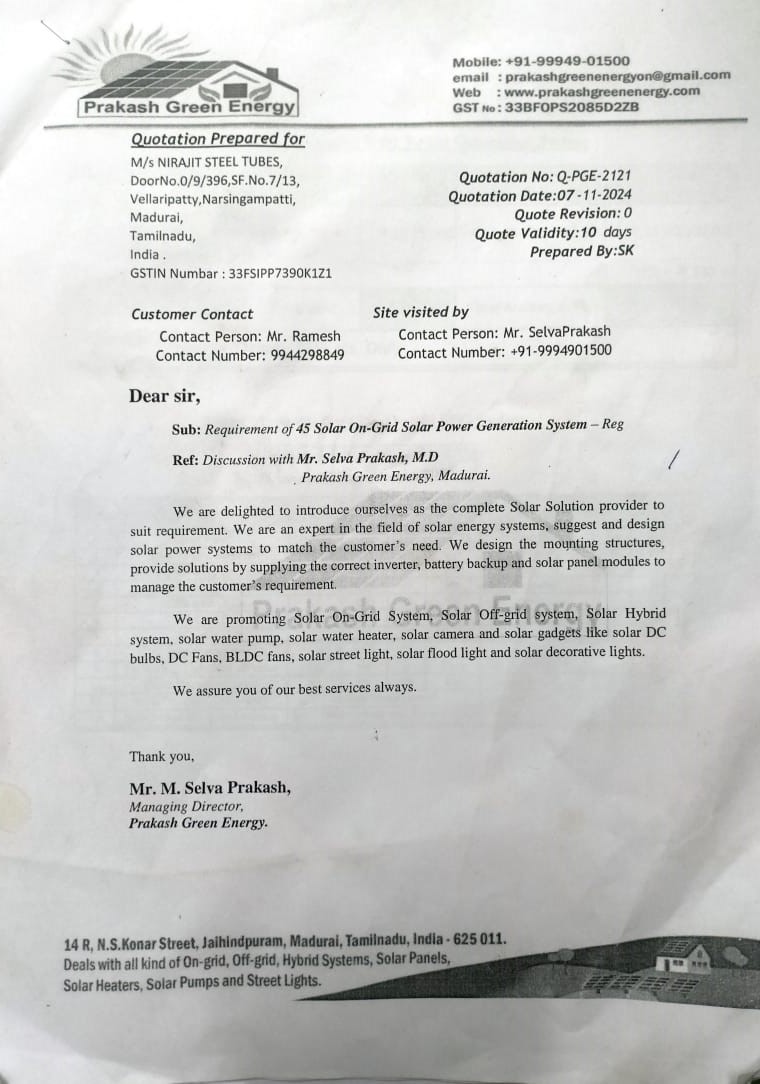 Prakash Green Energy
Mobile: +91-99949-01500
email : prakashgreenenergyon@gmail.com
Web : www.prakashgreenenergy.com
GST No : 33BFOPS2085D2ZB
Quotation Prepared for
M/s NIRAJIT STEEL TUBES,
DoorNo.0/9/396,SF.No.7/13,
Vellaripatty,Narsingampatti,
Madurai,
Tamilnadu,
India .
GSTIN Numbar : 33FSIPP7390K1Z1
Quotation No: Q-PGE-2121
Quotation Date:07-11-2024
Quote Revision: 0
Quote Validity:10 days
Prepared By:SK
Customer Contact
Contact Person: Mr. Ramesh
Contact Number: 9944298849
Site visited by
Contact Person: Mr. SelvaPrakash
Contact Number: +91-9994901500
Dear sir,
Sub: Requirement of 45 Solar On-Grid Solar Power Generation System – Reg
Ref: Discussion with Mr. Selva Prakash, M.D
Prakash Green Energy, Madurai.
We are delighted to introduce ourselves as the complete Solar Solution provider to
suit requirement. We are an expert in the field of solar energy systems, suggest and design
solar power systems to match the customer's need. We design the mounting structures,
provide solutions by supplying the correct inverter, battery backup and solar panel modules to
manage the customer's requirement.
Prakash Green Energy
We are promoting Solar On-Grid System, Solar Off-grid system, Solar Hybrid
system, solar water pump, solar water heater, solar camera and solar gadgets like solar DC
bulbs, DC Fans, BLDC fans, solar street light, solar flood light and solar decorative lights.
We assure you of our best services always.
Thank you,
Mr. M. Selva Prakash,
Managing Director,
Prakash Green Energy.
14 R, N.S.Konar Street, Jaihindpuram, Madurai, Tamilnadu, India - 625 011.
Deals with all kind of On-grid, Off-grid, Hybrid Systems, Solar Panels,
Solar Heaters, Solar Pumps and Street Lights.